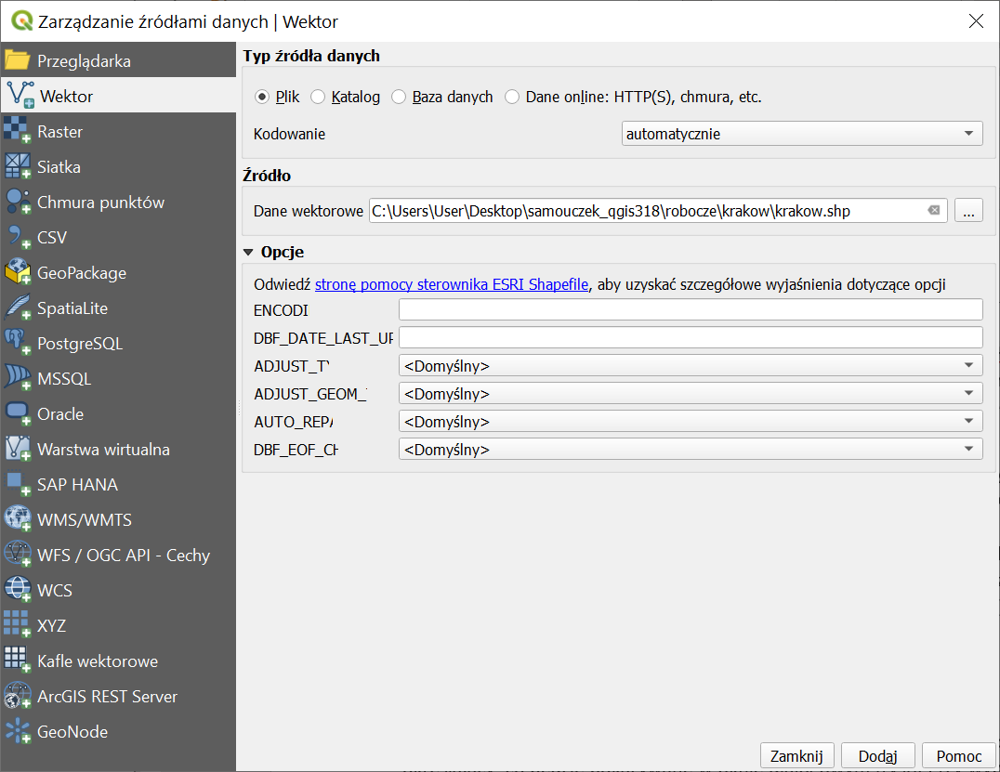 Zarządzanie źródłami danych | Wektor
Przeglądarka
Wektor
Raster
Siatka
Chmura punktów
CSV
GeoPackage
SpatiaLite
PostgreSQL
MSSQL
Oracle
Warstwa wirtualna
SAP HANA
WMS/WMTS
WFS / OGC API - Cechy
WCS
XYZ
Kafle wektorowe
ArcGIS REST Server
GeoNode
Typ źródła danych
Plik Katalog Baza danych Dane online: HTTP(S), chmura, etc.
Kodowanie automatycznie
Źródło
Dane wektorowe C:\Users\User\Desktop\samouczek_qgis318\robocze\krakow\krakow.shp ...
Opcje
Odwiedź stronę pomocy sterownika ESRI Shapefile, aby uzyskać szczegółowe wyjaśnienia dotyczące opcji
ENCODI
DBF_DATE_LAST_UP
ADJUST_TY <Domyślny>
ADJUST_GEOM_ <Domyślny>
AUTO_REPA <Domyślny>
DBF_EOF_CH <Domyślny>
Zamknij Dodaj Pomoc